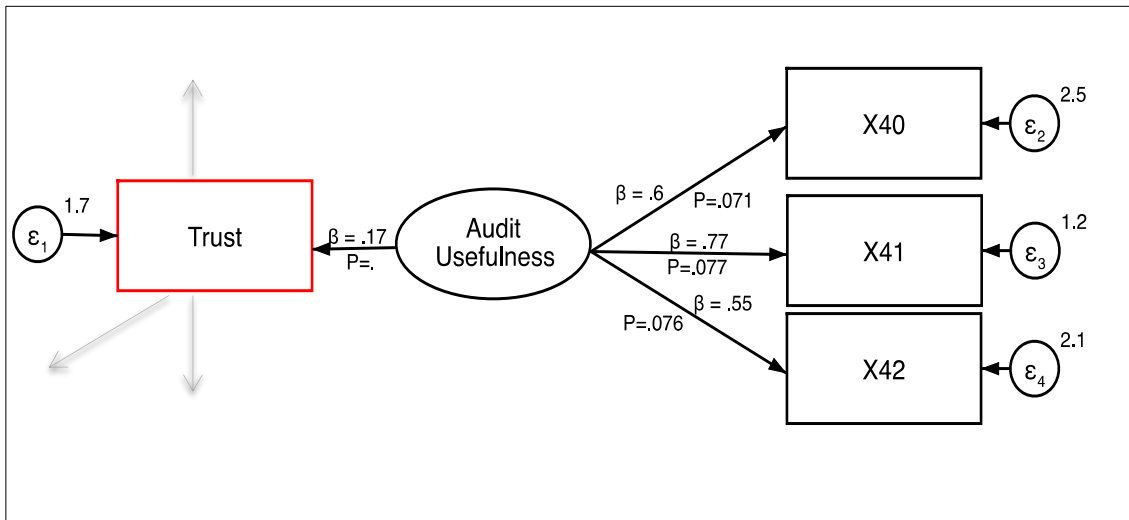 1.7
ε1
Trust
β = .17
P=.
Audit
Usefulness
β = .6
P=.071
β = .77
P=.077
β = .55
P=.076
X40
2.5
ε2
X41
1.2
ε3
X42
2.1
ε4